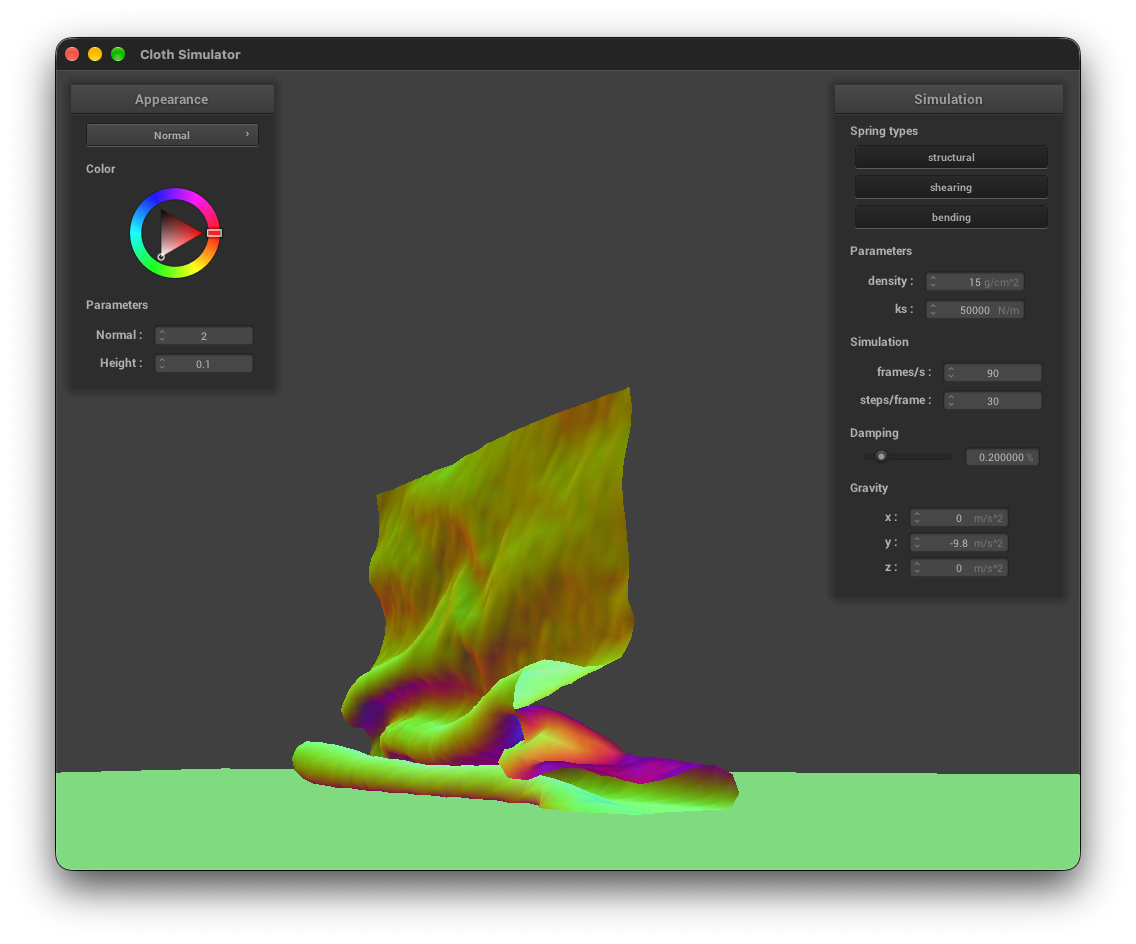 Cloth Simulator
Appearance
Normal
Color
Parameters
Normal : 2
Height : 0.1
Simulation
Spring types
structural
shearing
bending
Parameters
density : 15 g/cm^2
ks : 50000 N/m
Simulation
frames/s : 90
steps/frame : 30
Damping
0.200000 %
Gravity
x : 0 m/s^2
y : -9.8 m/s^2
z : 0 m/s^2